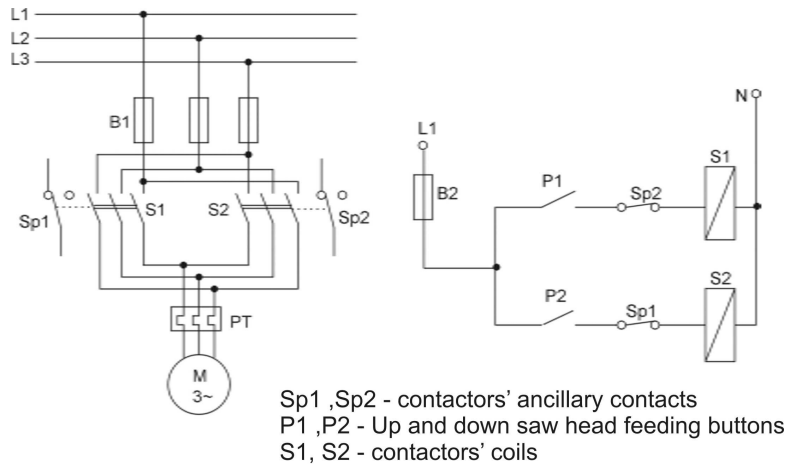 L1
L2
L3
B1
Sp1
S1
S2
Sp2
PT
M
3~
L1
N
B2
P1
Sp2
S1
P2
Sp1
S2
Sp1 ,Sp2 - contactors' ancillary contacts
P1 ,P2 - Up and down saw head feeding buttons
S1, S2 - contactors' coils